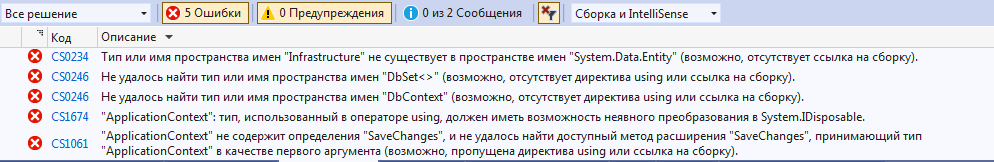 Все решение 5 Ошибки 0 Предупреждения 0 из 2 Сообщения Сборка и IntelliSense
Код Описание
CS0234 Тип или имя пространства имен "Infrastructure" не существует в пространстве имен "System.Data.Entity" (возможно, отсутствует ссылка на сборку).
CS0246 Не удалось найти тип или имя пространства имен "DbSet<>" (возможно, отсутствует директива using или ссылка на сборку).
CS0246 Не удалось найти тип или имя пространства имен "DbContext" (возможно, отсутствует директива using или ссылка на сборку).
CS1674 "ApplicationContext": тип, использованный в операторе using, должен иметь возможность неявного преобразования в System.IDisposable.
"ApplicationContext" не содержит определения "SaveChanges", и не удалось найти доступный метод расширения "SaveChanges", принимающий тип
CS1061 "ApplicationContext" в качестве первого аргумента (возможно, пропущена директива using или ссылка на сборку).